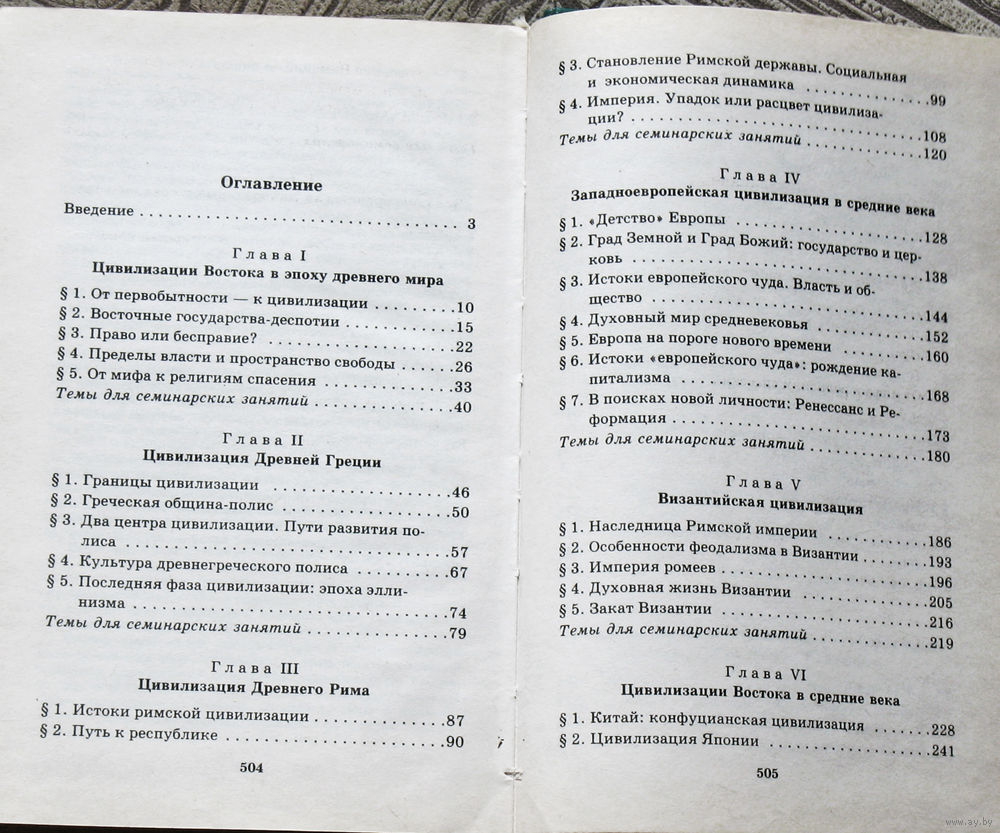 Оглавление
Введение . . . . . . . . . . . . . . . . . . . . . . . . . . . . 3
Глава I
Цивилизации Востока в эпоху древнего мира
§ 1. От первобытности — к цивилизации . . . . . . . . . 10
§ 2. Восточные государства-деспотии . . . . . . . . . . 15
§ 3. Право или бесправие? . . . . . . . . . . . . . . . . . 22
§ 4. Пределы власти и пространство свободы . . . . . . 26
§ 5. От мифа к религиям спасения . . . . . . . . . . . . 33
Темы для семинарских занятий . . . . . . . . . . . . . 40
Глава II
Цивилизация Древней Греции
§ 1. Границы цивилизации . . . . . . . . . . . . . . . . 46
§ 2. Греческая община-полис . . . . . . . . . . . . . . . 50
§ 3. Два центра цивилизации. Пути развития по-
лиса . . . . . . . . . . . . . . . . . . . . . . . . . . . . 57
§ 4. Культура древнегреческого полиса . . . . . . . . . 67
§ 5. Последняя фаза цивилизации: эпоха элли-
низма . . . . . . . . . . . . . . . . . . . . . . . . . . . 74
Темы для семинарских занятий . . . . . . . . . . . . . 79
Глава III
Цивилизация Древнего Рима
§ 1. Истоки римской цивилизации . . . . . . . . . . . . 87
§ 2. Путь к республике . . . . . . . . . . . . . . . . . . . 90
504
§ 3. Становление Римской державы. Социальная
и экономическая динамика . . . . . . . . . . . . . . 99
§ 4. Империя. Упадок или расцвет цивилиза-
ции? . . . . . . . . . . . . . . . . . . . . . . . . . . . 108
Темы для семинарских занятий . . . . . . . . . . . . 120
Глава IV
Западноевропейская цивилизация в средние века
§ 1. «Детство» Европы . . . . . . . . . . . . . . . . . . 128
§ 2. Град Земной и Град Божий: государство и цер-
ковь . . . . . . . . . . . . . . . . . . . . . . . . . . . 138
§ 3. Истоки европейского чуда. Власть и об-
щество . . . . . . . . . . . . . . . . . . . . . . . . . 144
§ 4. Духовный мир средневековья . . . . . . . . . . . 152
§ 5. Европа на пороге нового времени . . . . . . . . . 160
§ 6. Истоки «европейского чуда»: рождение ка-
питализма . . . . . . . . . . . . . . . . . . . . . . . 168
§ 7. В поисках новой личности: Ренессанс и Ре-
формация . . . . . . . . . . . . . . . . . . . . . . . 173
Темы для семинарских занятий . . . . . . . . . . . . 180
Глава V
Византийская цивилизация
§ 1. Наследница Римской империи . . . . . . . . . . . 186
§ 2. Особенности феодализма в Византии . . . . . . . 193
§ 3. Империя ромеев . . . . . . . . . . . . . . . . . . . 196
§ 4. Духовная жизнь Византии . . . . . . . . . . . . . 205
§ 5. Закат Византии . . . . . . . . . . . . . . . . . . . 216
Темы для семинарских занятий . . . . . . . . . . . . 219
Глава VI
Цивилизации Востока в средние века
§ 1. Китай: конфуцианская цивилизация . . . . . . . 228
§ 2. Цивилизация Японии . . . . . . . . . . . . . . . . 241
505
www.ay.by